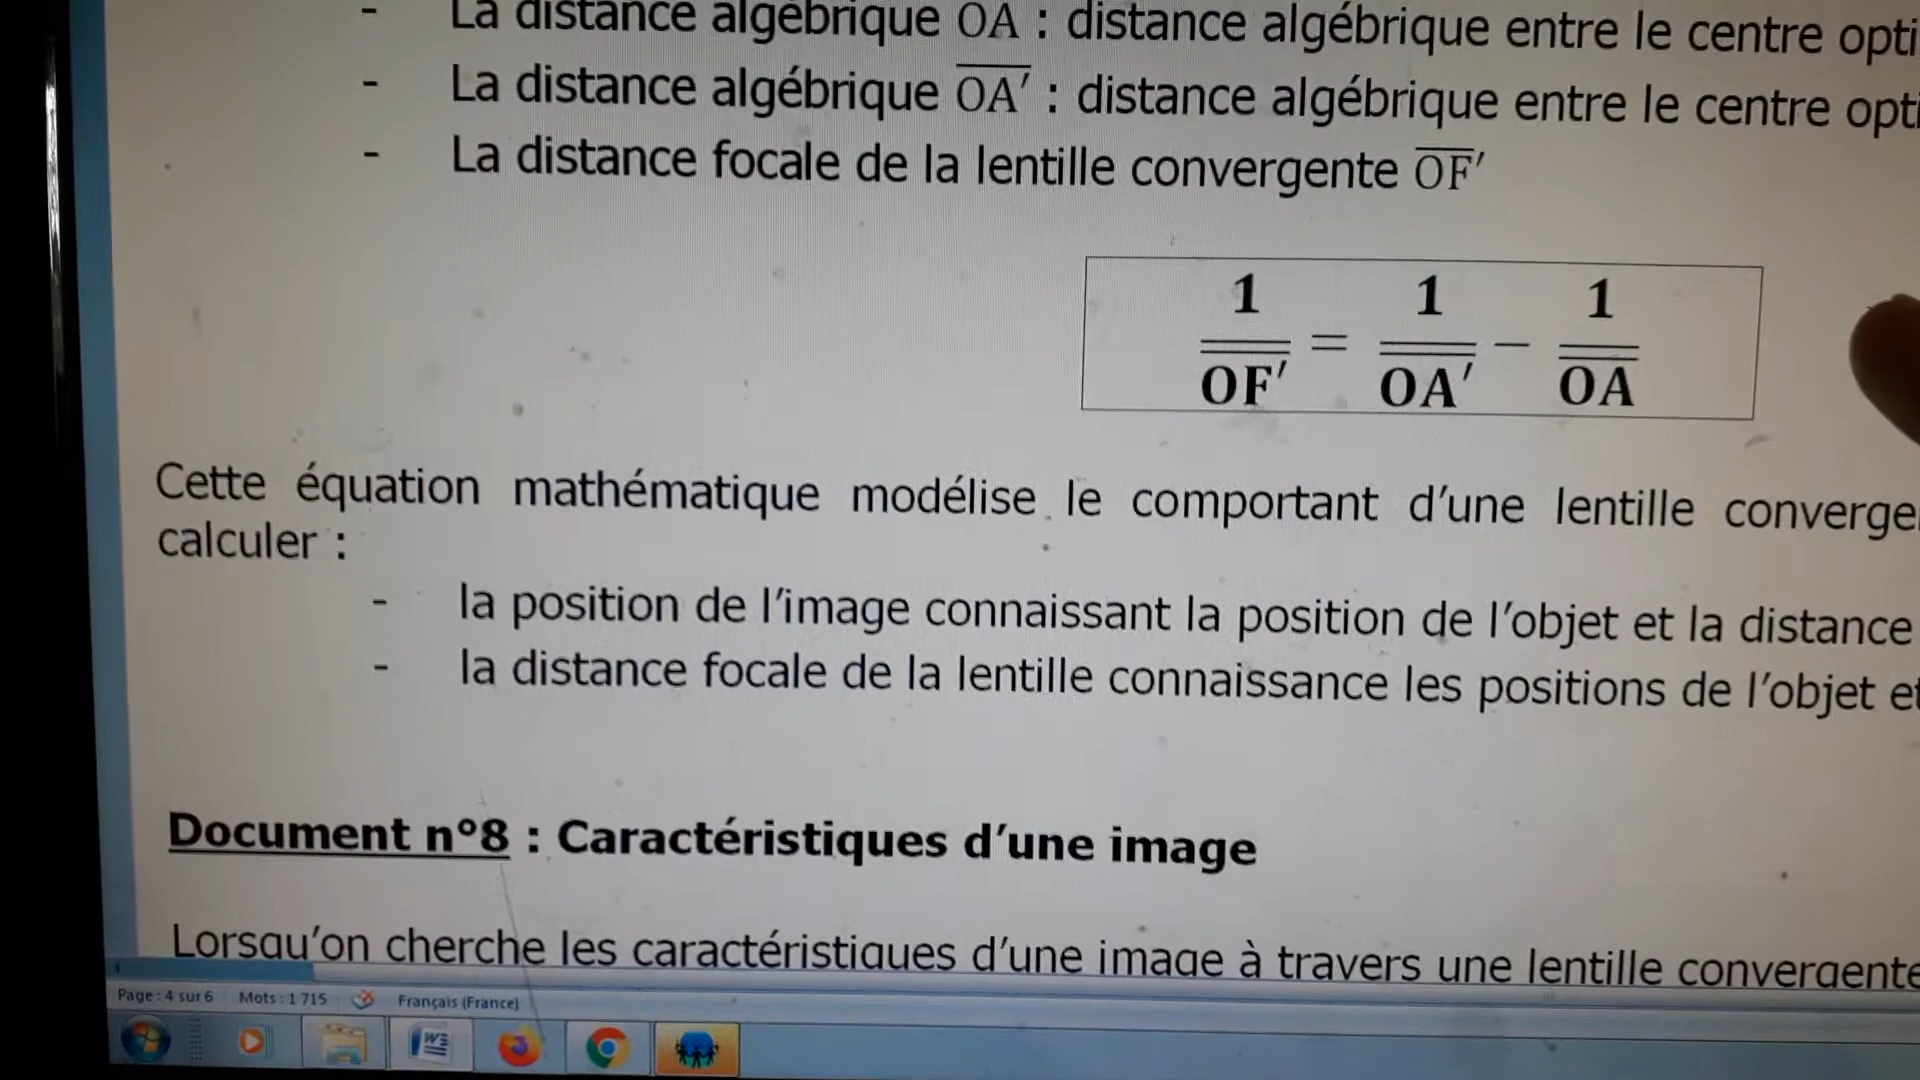 - La distance algébrique OA : distance algébrique entre le centre opti
- La distance algébrique OA′ : distance algébrique entre le centre opti
- La distance focale de la lentille convergente OF′
1/OF′ = 1/OA′ − 1/OA
Cette équation mathématique modélise le comportant d’une lentille converge
calculer :
- la position de l’image connaissant la position de l’objet et la distance
- la distance focale de la lentille connaissance les positions de l’objet et
Document n°8 : Caractéristiques d’une image
Lorsqu’on cherche les caractéristiques d’une image à travers une lentille convergente
Page : 4 sur 6 Mots : 1 715 Français (France)